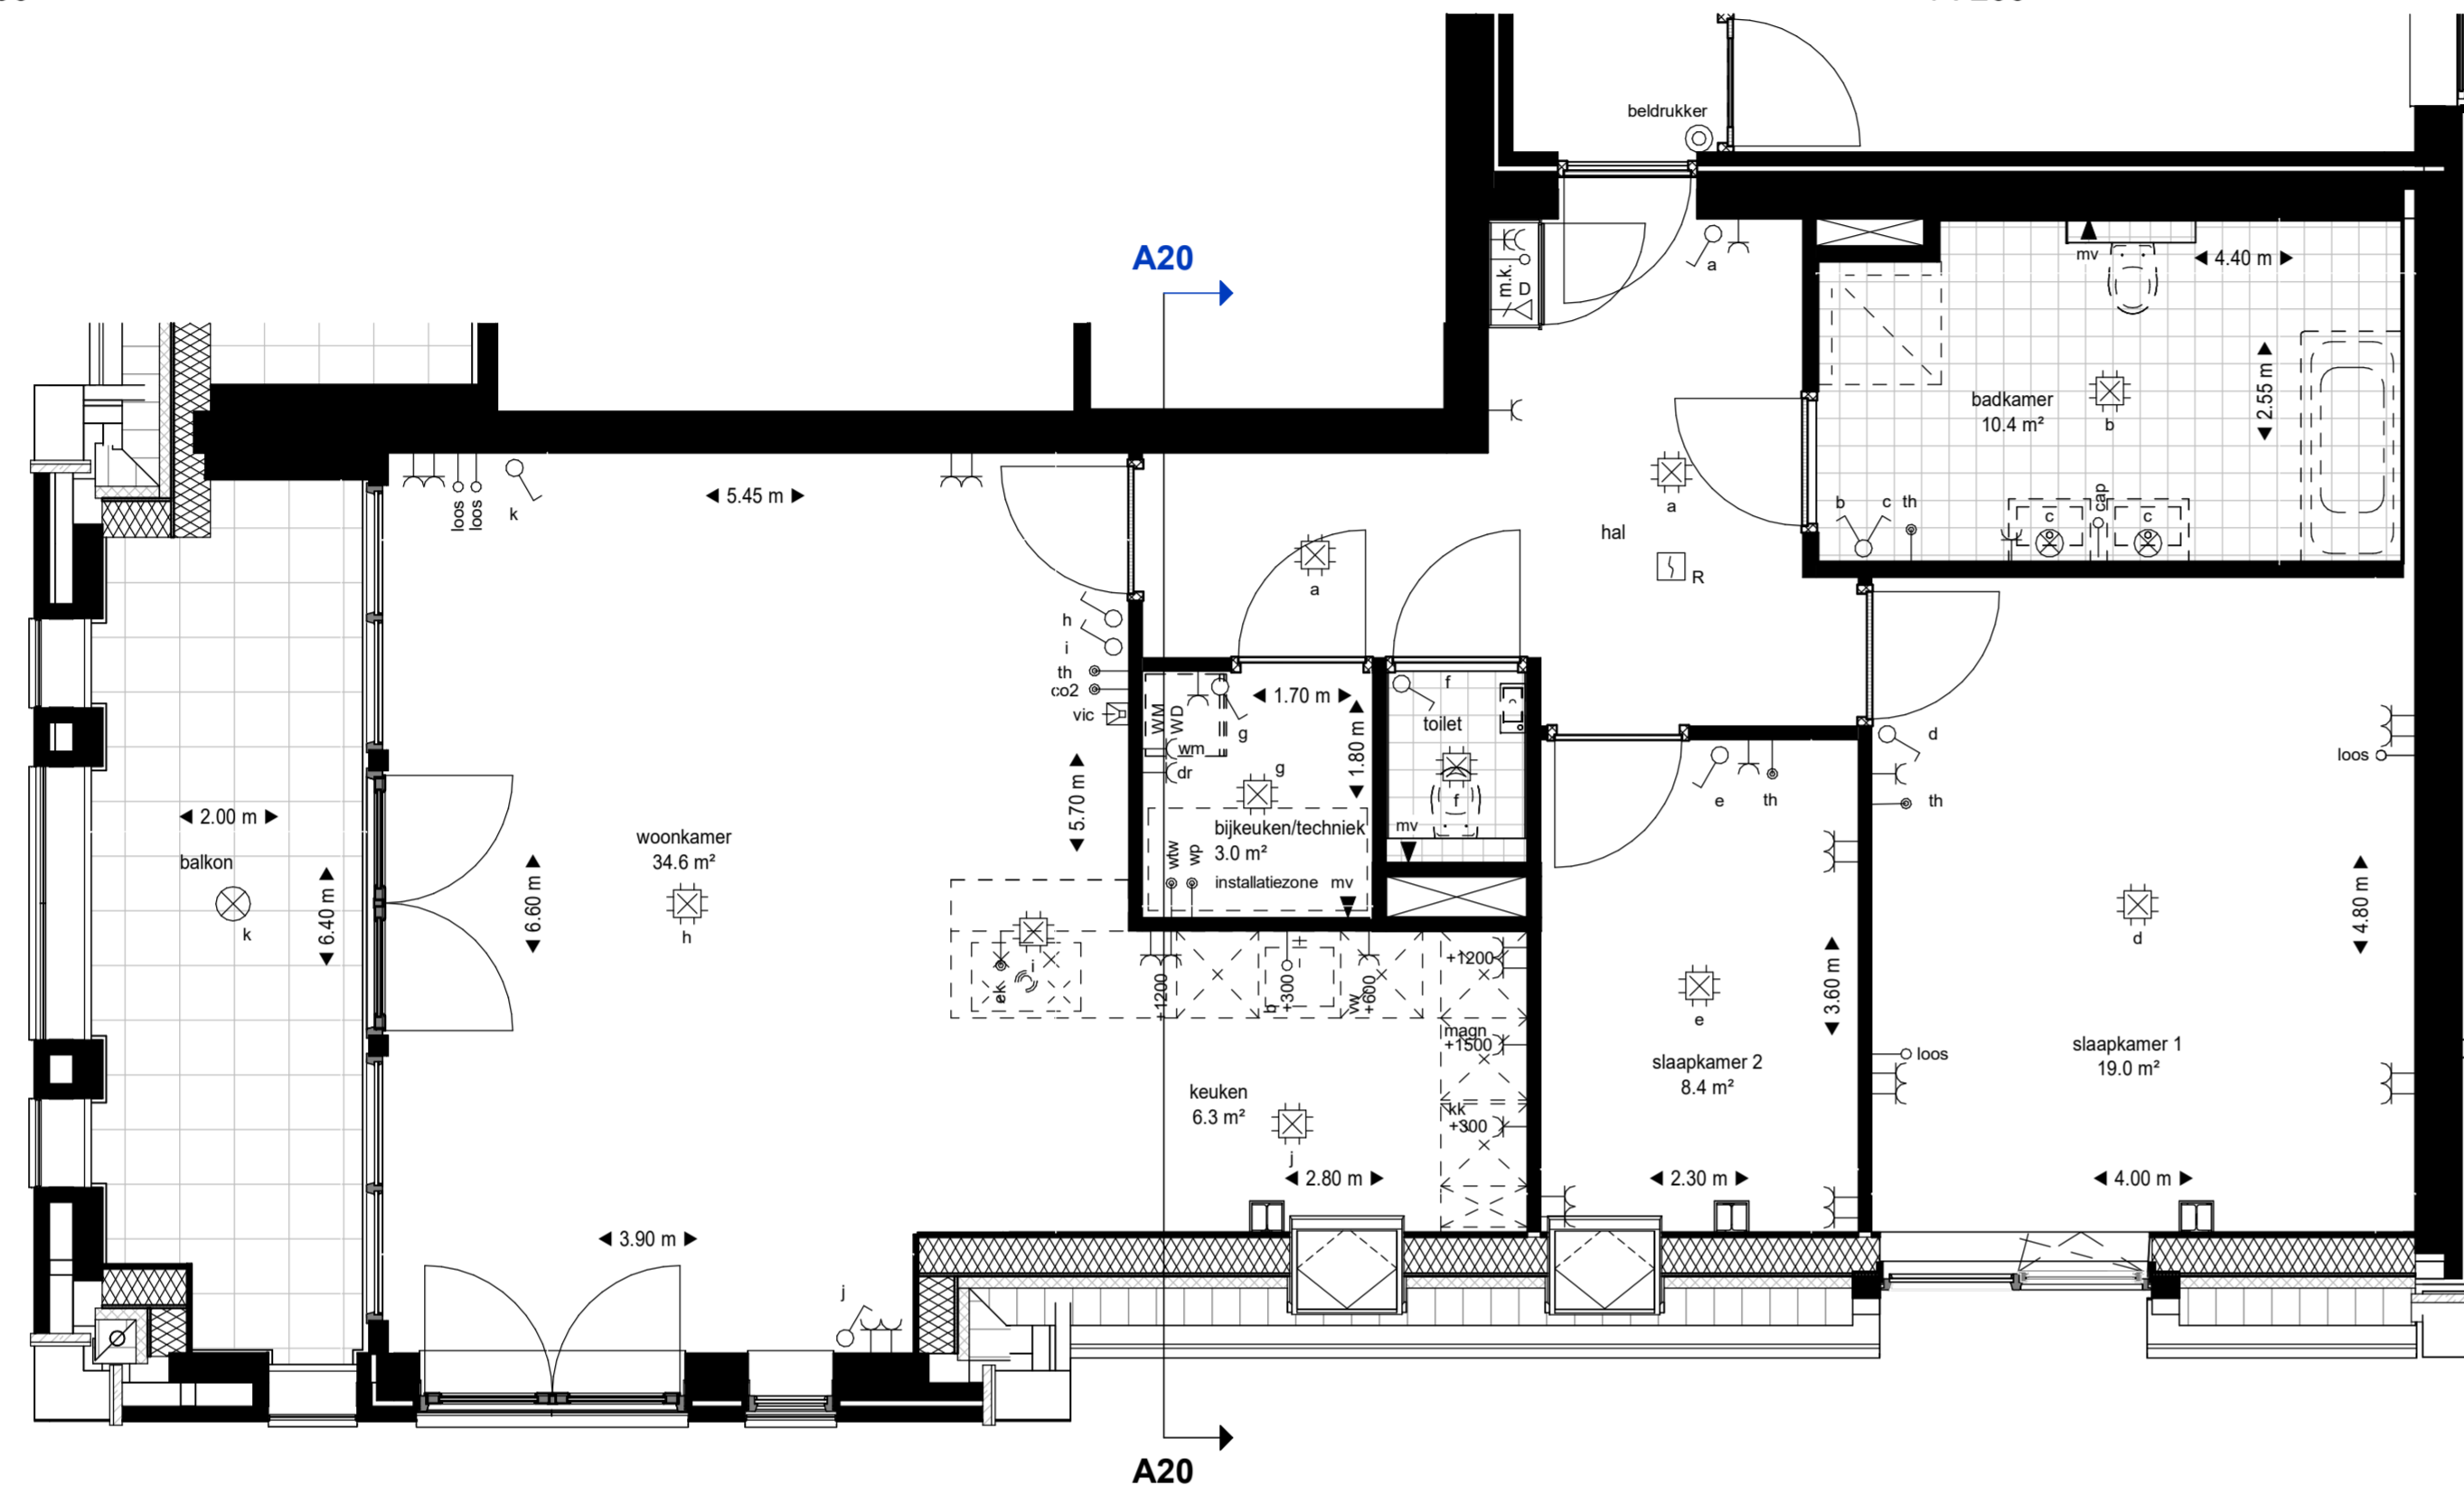 beldrukker
A20
a
m.k.
D
mv
4.40 m
2.55 m
badkamer
10.4 m²
b
b
c
th
c
cap
c
loos
loos
k
5.45 m
a
a
hal
R
h
i
th
co2
vic
WM
WD
wm
dr
g
1.70 m
1.80 m
g
f
toilet
f
mv
d
th
e
th
loos
2.00 m
balkon
k
6.40 m
6.60 m
woonkamer
34.6 m²
h
5.70 m
bijkeuken/techniek
3.0 m²
wtw
wp
installatiezone
mv
i
ek
+1200
+300
vw
+600
+1200
magn
+1500
kk
+300
keuken
6.3 m²
j
2.80 m
e
3.60 m
slaapkamer 2
8.4 m²
2.30 m
d
4.80 m
loos
slaapkamer 1
19.0 m²
4.00 m
3.90 m
j
A20